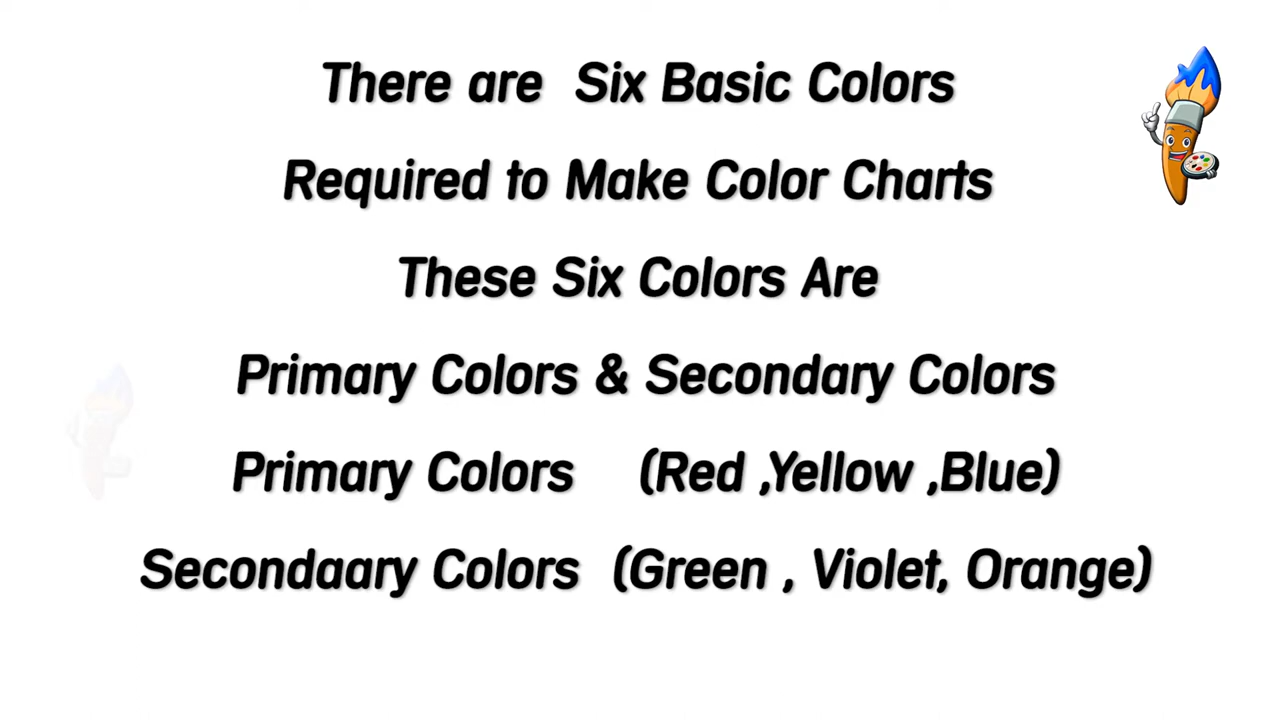 There are Six Basic Colors
Required to Make Color Charts
These Six Colors Are
Primary Colors & Secondary Colors
Primary Colors (Red ,Yellow ,Blue)
Secondaary Colors (Green , Violet, Orange)